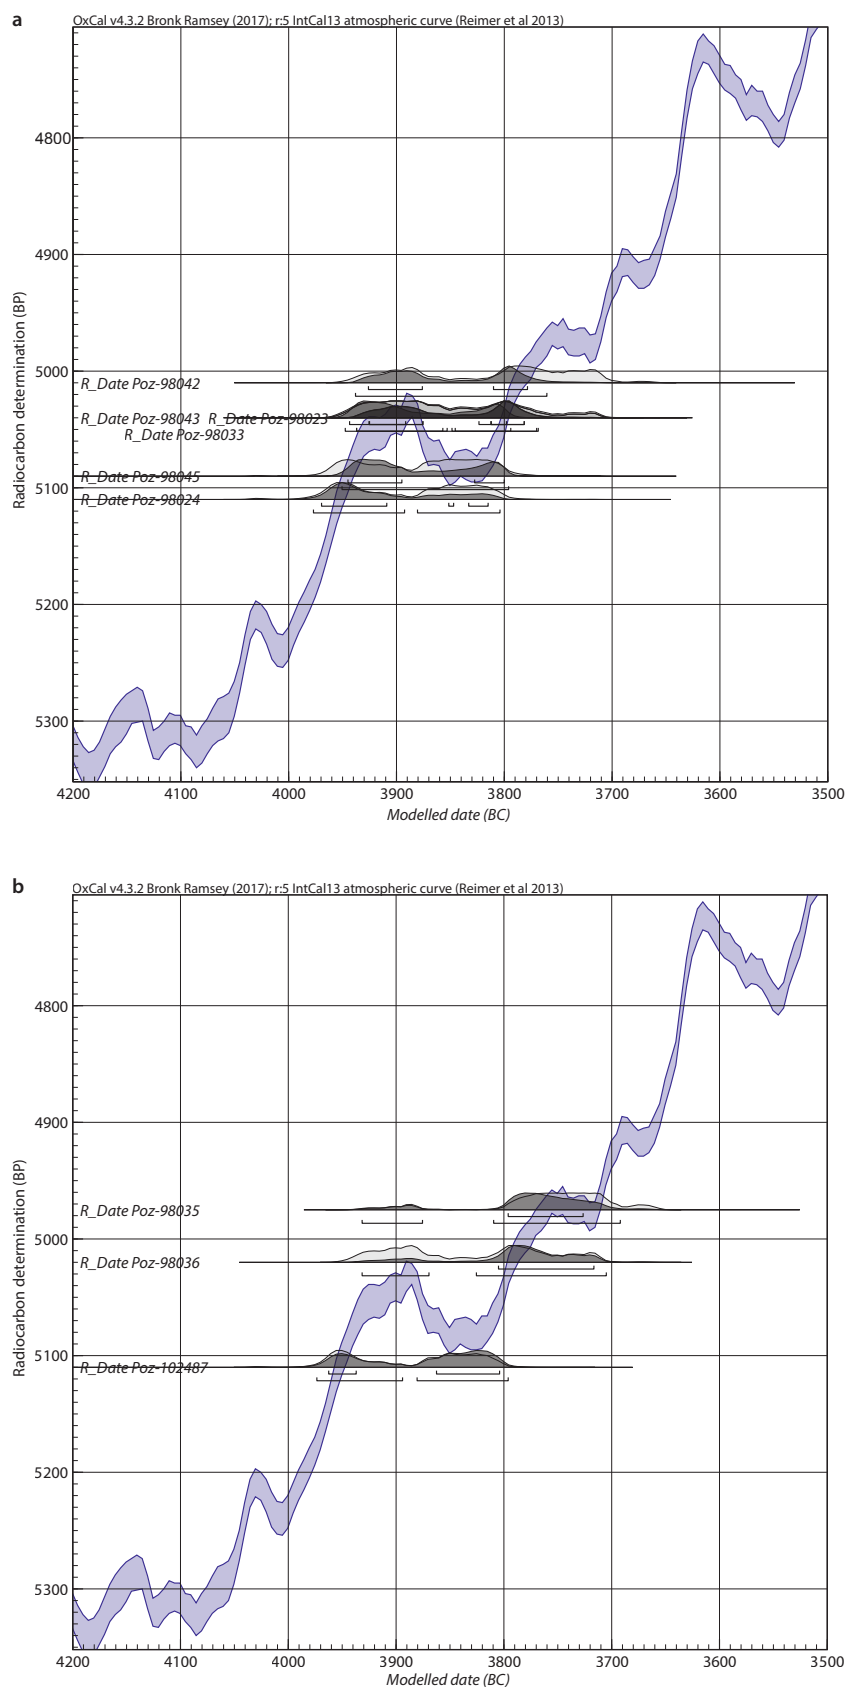 a
OxCal v4.3.2 Bronk Ramsey (2017); r:5 IntCal13 atmospheric curve (Reimer et al 2013)
Radiocarbon determination (BP)
4800
4900
5000
R_Date Poz-98042
R_Date Poz-98043 R_Date Poz-98023
R_Date Poz-98033
R_Date Poz-98045
5100
R_Date Poz-98024
5200
5300
4200 4100 4000 3900 3800 3700 3600 3500
Modelled date (BC)
b
OxCal v4.3.2 Bronk Ramsey (2017); r:5 IntCal13 atmospheric curve (Reimer et al 2013)
Radiocarbon determination (BP)
4800
4900
R_Date Poz-98035
5000
R_Date Poz-98036
5100
R_Date Poz-102487
5200
5300
4200 4100 4000 3900 3800 3700 3600 3500
Modelled date (BC)